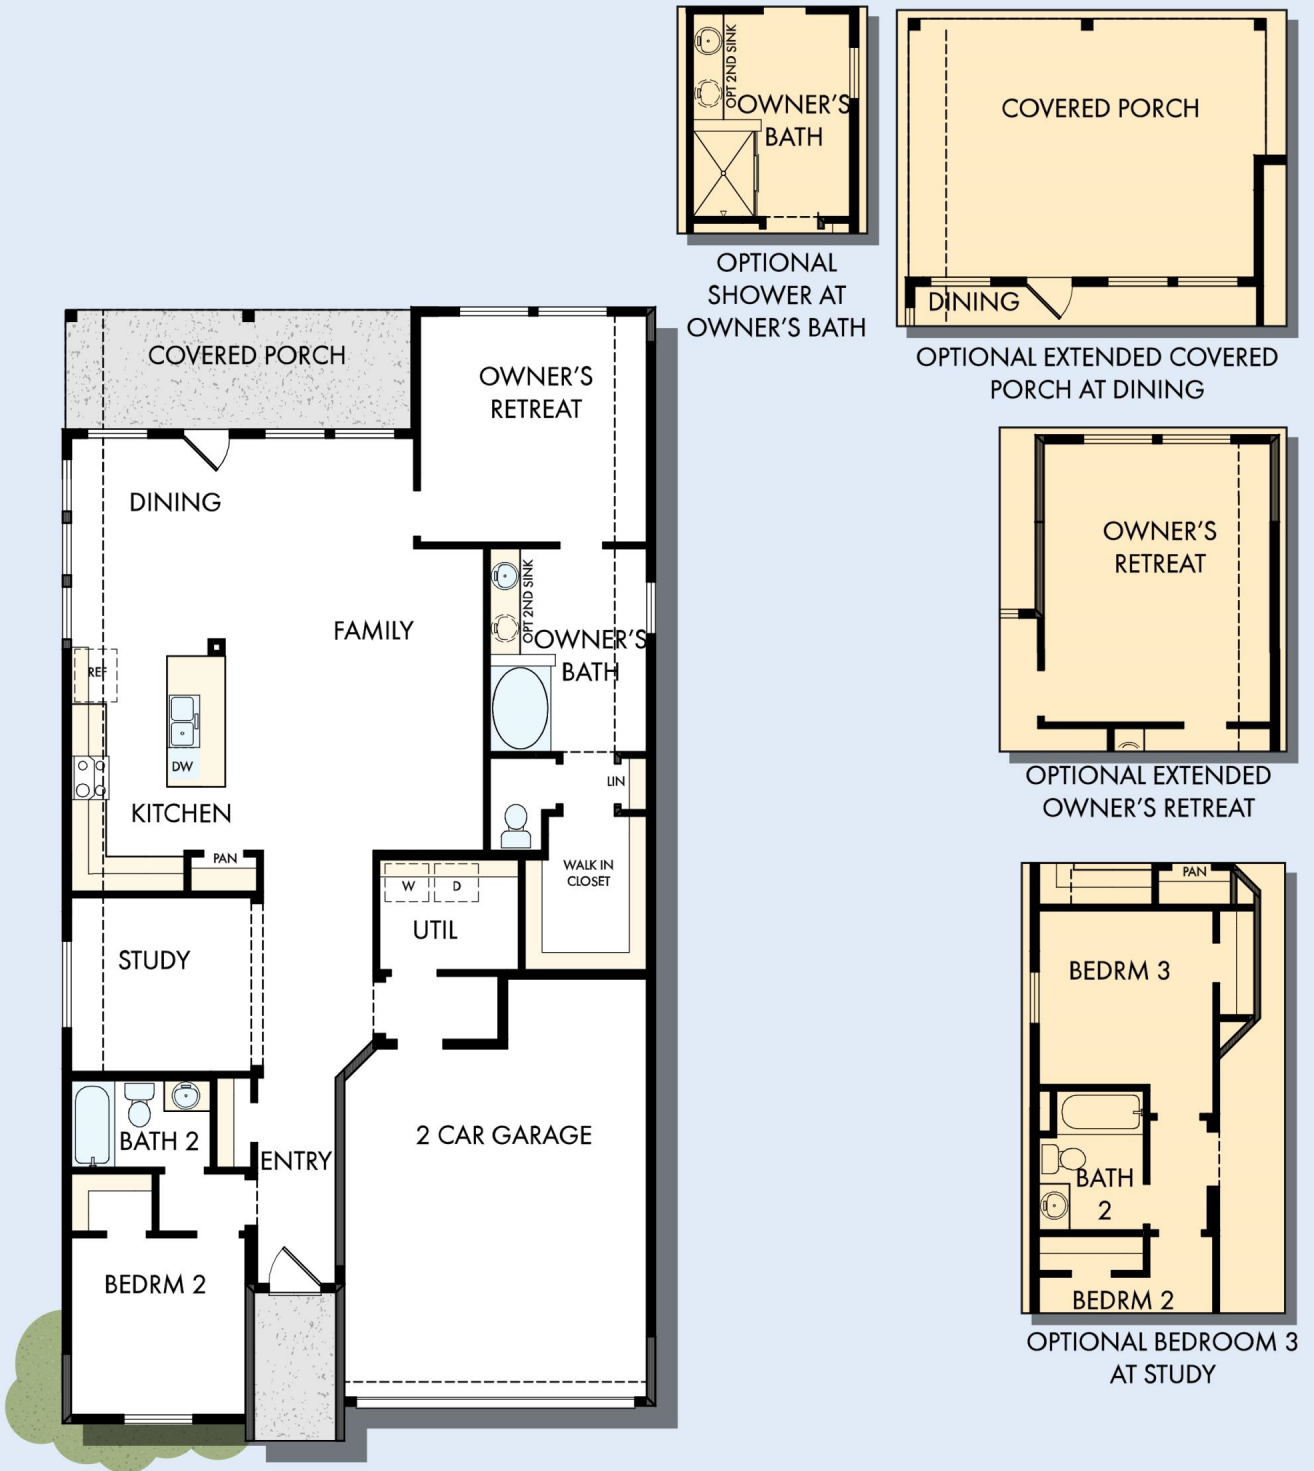 COVERED PORCH
OWNER'S
RETREAT
DINING
FAMILY
OPT 2ND SINK
OWNER'S
BATH
REF
DW
KITCHEN
LIN
PAN
WALK IN
CLOSET
W
D
UTIL
STUDY
BATH 2
2 CAR GARAGE
ENTRY
BEDRM 2
OPT 2ND SINK
OWNER'S
BATH
OPTIONAL
SHOWER AT
OWNER'S BATH
COVERED PORCH
DINING
OPTIONAL EXTENDED COVERED
PORCH AT DINING
OWNER'S
RETREAT
OPTIONAL EXTENDED
OWNER'S RETREAT
PAN
BEDRM 3
BATH
2
BEDRM 2
OPTIONAL BEDROOM 3
AT STUDY